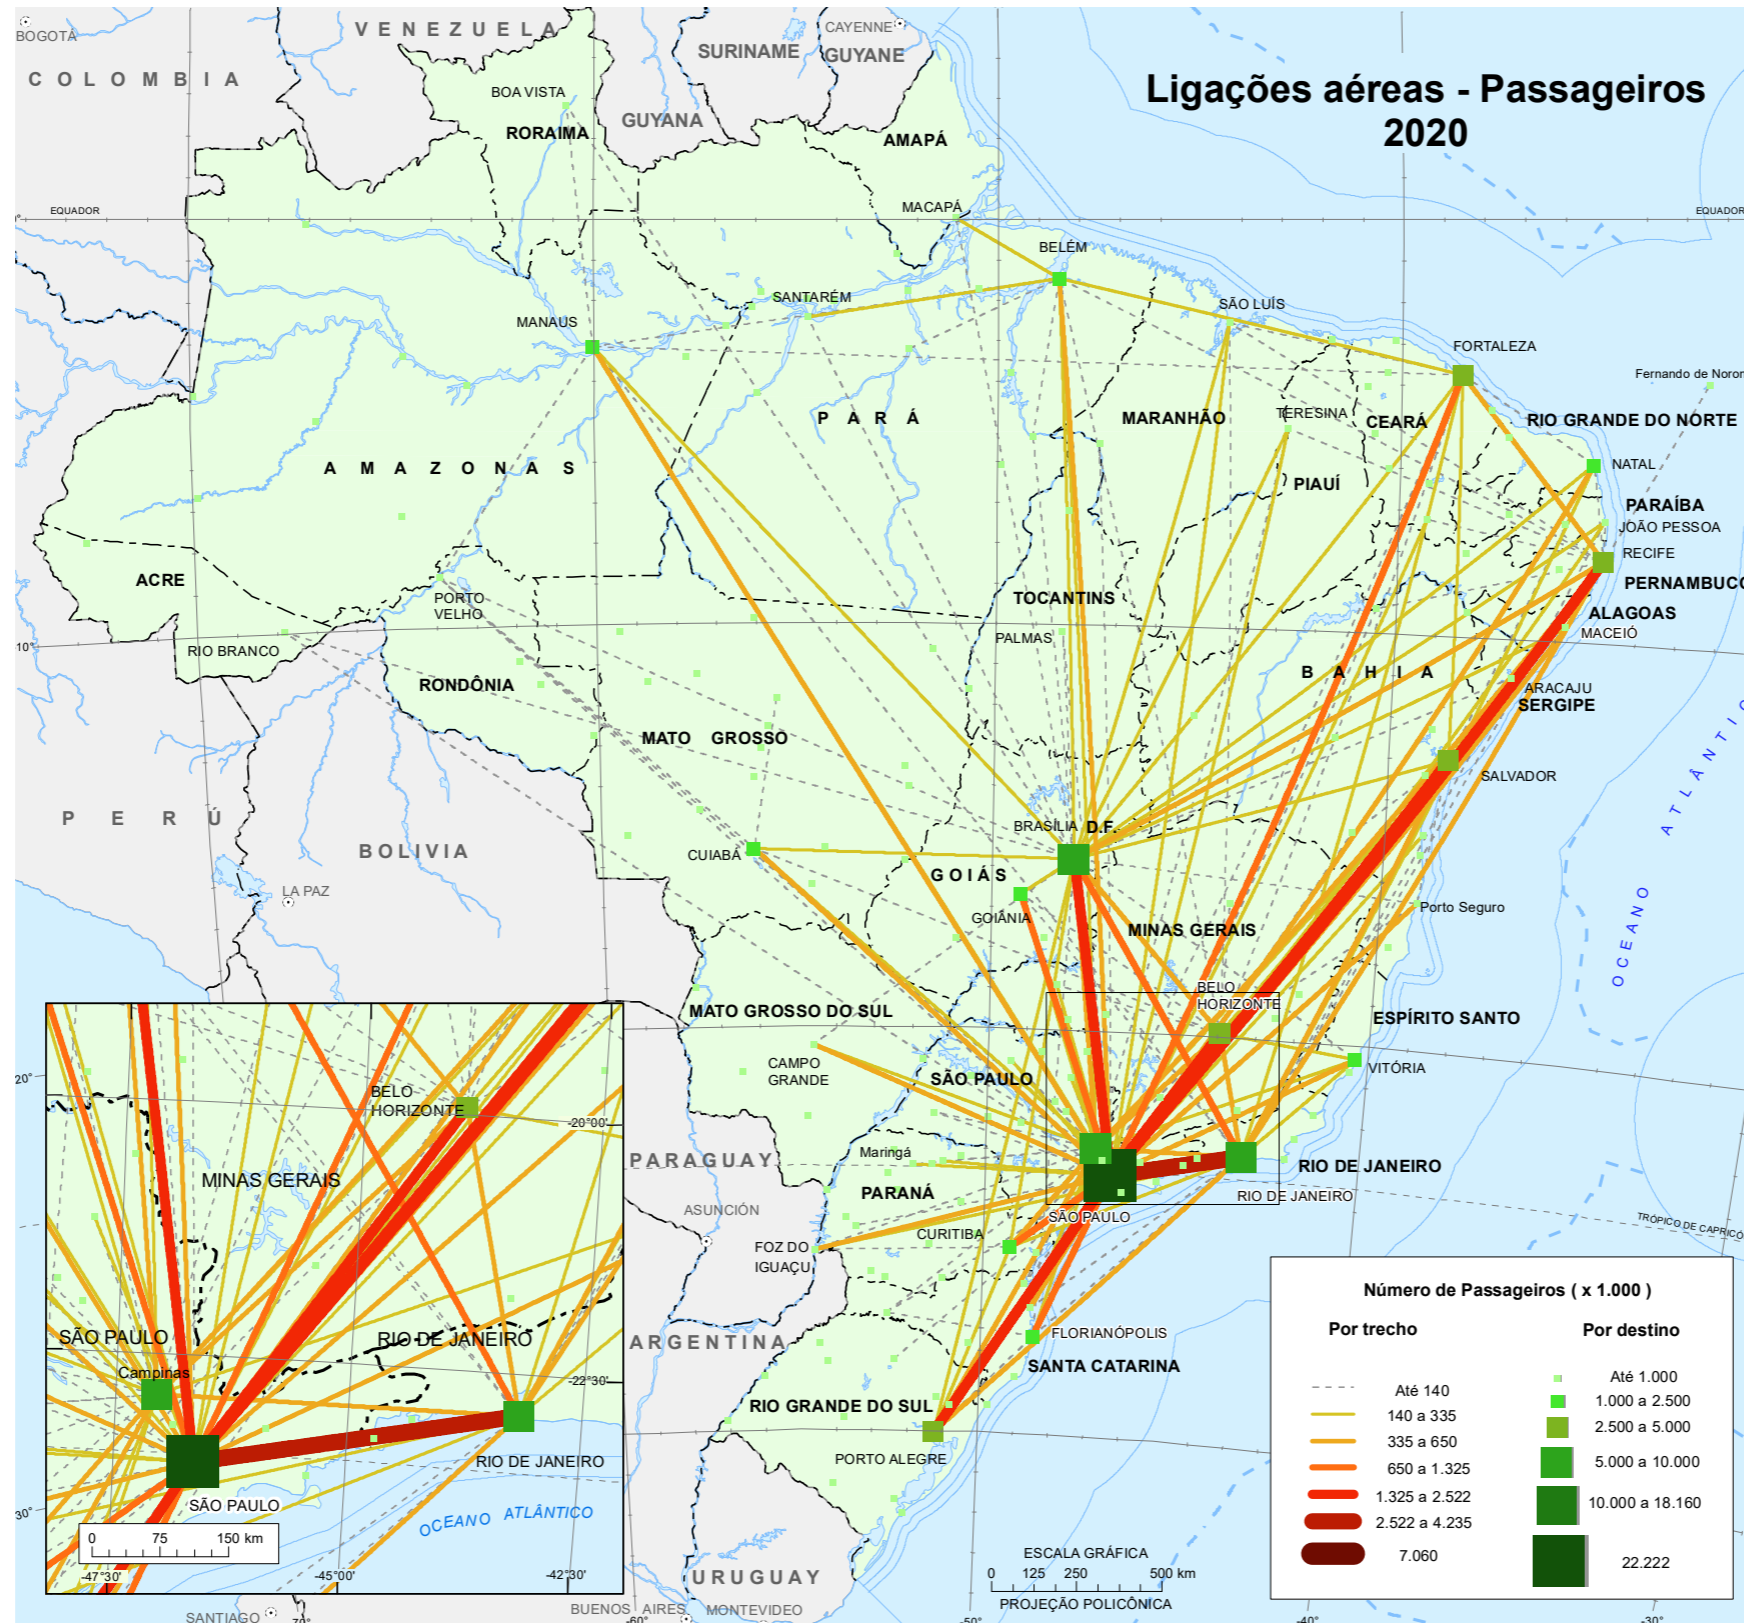 Ligações aéreas - Passageiros
2020
BOGOTÁ
COLOMBIA
VENEZUELA
SURINAME
CAYENNE
GUYANE
GUYANA
BOA VISTA
RORAIMA
AMAPÁ
MACAPÁ
EQUADOR
EQUADOR
BELÉM
SANTARÉM
MANAUS
SÃO LUÍS
FORTALEZA
PARÁ
MARANHÃO
TERESINA
CEARÁ
RIO GRANDE DO NORTE
NATAL
AMAZONAS
PIAUÍ
PARAÍBA
JOÃO PESSOA
RECIFE
PERNAMBUCO
ACRE
PORTO
VELHO
TOCANTINS
ALAGOAS
MACEIÓ
PALMAS
10°
RIO BRANCO
RONDÔNIA
BAHIA
ARACAJU
SERGIPE
MATO GROSSO
SALVADOR
PERÚ
BOLIVIA
LA PAZ
BRASÍLIA D.F.
CUIABÁ
GOIÁS
GOIÂNIA
Porto Seguro
MINAS GERAIS
OCEANO ATLÂNTIC
BELO
HORIZONTE
MATO GROSSO DO SUL
ESPÍRITO SANTO
CAMPO
GRANDE
SÃO PAULO
VITÓRIA
20°
PARAGUAY
Maringá
PARANÁ
RIO DE JANEIRO
RIO DE JANEIRO
ASUNCIÓN
SÃO PAULO
CURITIBA
FOZ DO
IGUAÇU
ARGENTINA
FLORIANÓPOLIS
SANTA CATARINA
RIO GRANDE DO SUL
PORTO ALEGRE
URUGUAY
BUENOS AIRES
MONTEVIDEO
SANTIAGO
30°
70°
-60°
-50°
-40°
-30°
BELO
HORIZONTE
-20°00'
MINAS GERAIS
SÃO PAULO
RIO DE JANEIRO
Campinas
-22°30'
RIO DE JANEIRO
SÃO PAULO
OCEANO ATLÂNTICO
0 75 150 km
-47°30'
-45°00'
-42°30'
ESCALA GRÁFICA
0 125 250 500 km
PROJEÇÃO POLICÔNICA
Número de Passageiros ( x 1.000 )
Por trecho
Até 140
140 a 335
335 a 650
650 a 1.325
1.325 a 2.522
2.522 a 4.235
7.060
Por destino
Até 1.000
1.000 a 2.500
2.500 a 5.000
5.000 a 10.000
10.000 a 18.160
22.222